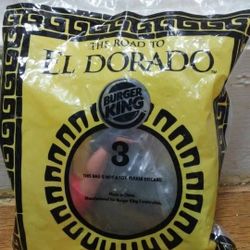 THE ROAD TO
EL DORADO™
BURGER
KING
3
THIS BAG IS NOT A TOY. PLEASE DISCARD.
Made in China
Manufactured for Burger King Corporation.